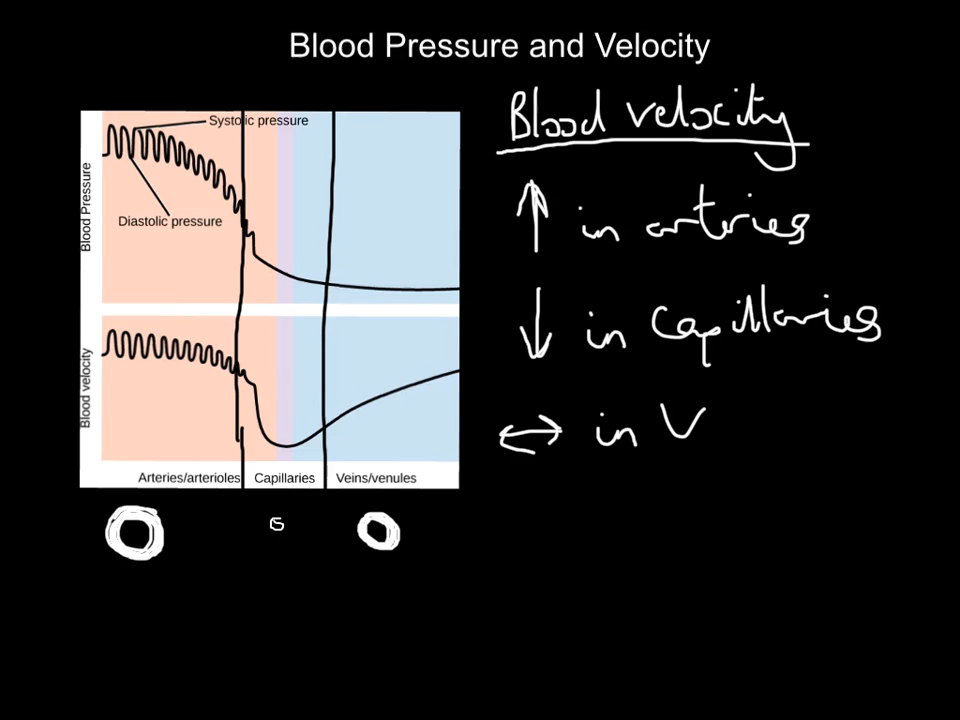 Blood Pressure and Velocity
Systolic pressure
Diastolic pressure
Blood Pressure
Blood velocity
Arteries/arterioles
Capillaries
Veins/venules
Blood velocity
↑ in arteries
↓ in capillaries
↔ in V